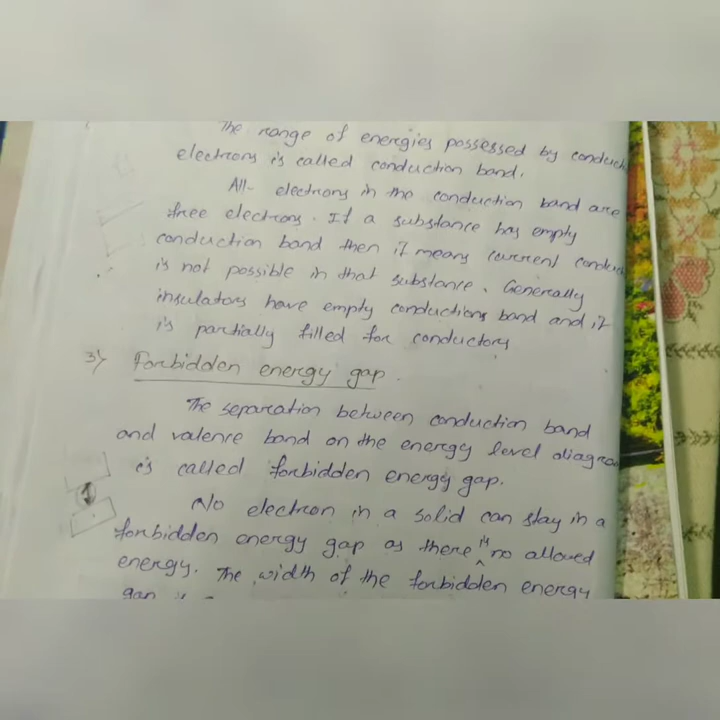 The range of energies possessed by conduc
electrons is called conduction band.
All- electrons in the conduction band are
free electrons. If a substance has empty
conduction band then it means current conduc
is not possible in that substance. Generally
insulators have empty conductions band and it
is partially filled for conductors
3) Forbidden energy gap.
The separation between conduction band
and valence band on the energy level diagram
is called forbidden energy gap.
No electron in a solid can stay in a
forbidden energy gap as there is no allowed
energy. The width of the forbidden energy
gap is